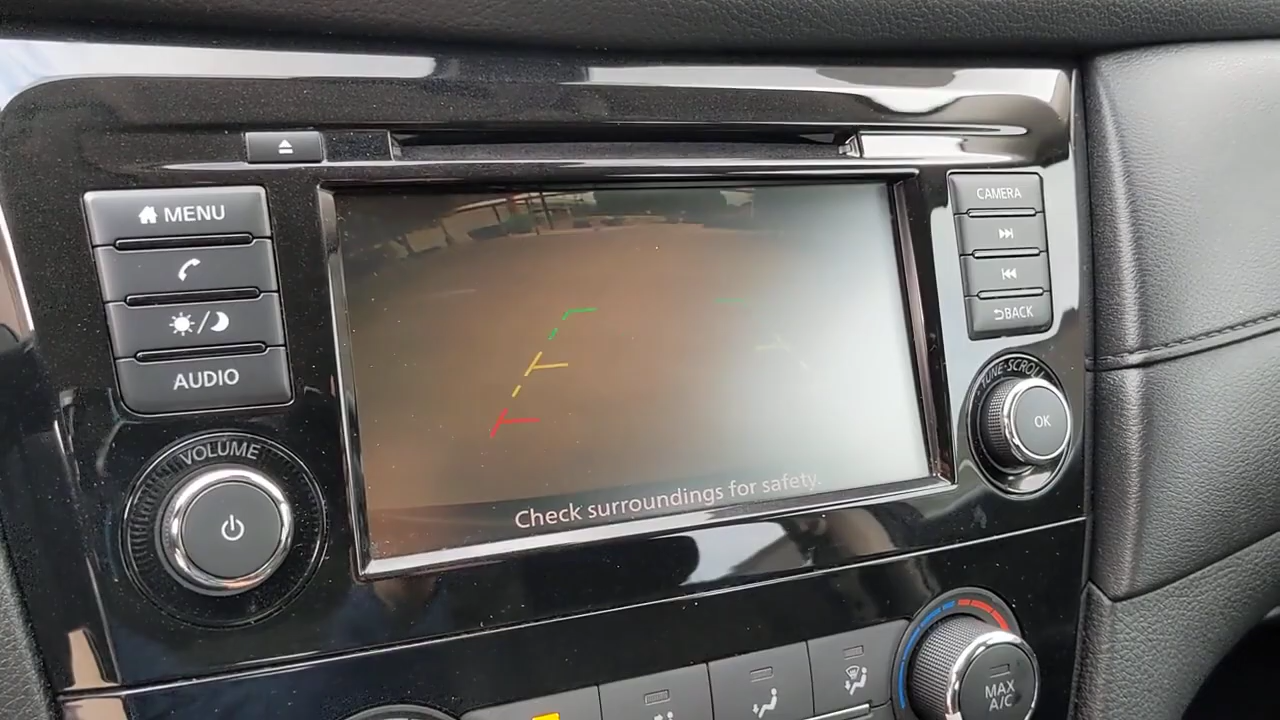 MENU
AUDIO
VOLUME
CAMERA
BACK
TUNE·SCROLL
OK
Check surroundings for safety.
MAX
A/C